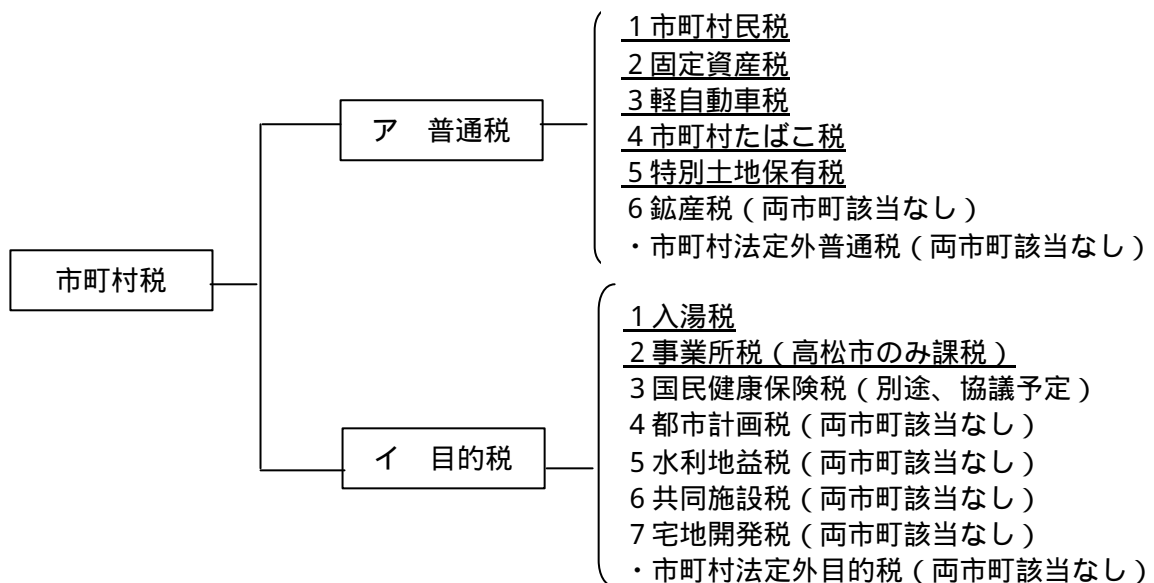 1 市町村民税
2 固定資産税
3 軽自動車税
ア　普通税
4 市町村たばこ税
5 特別土地保有税
6 鉱産税（両市町該当なし）
・市町村法定外普通税（両市町該当なし）
市町村税
1 入湯税
2 事業所税（高松市のみ課税）
3 国民健康保険税（別途、協議予定）
4 都市計画税（両市町該当なし）
イ　目的税
5 水利地益税（両市町該当なし）
6 共同施設税（両市町該当なし）
7 宅地開発税（両市町該当なし）
・市町村法定外目的税（両市町該当なし）